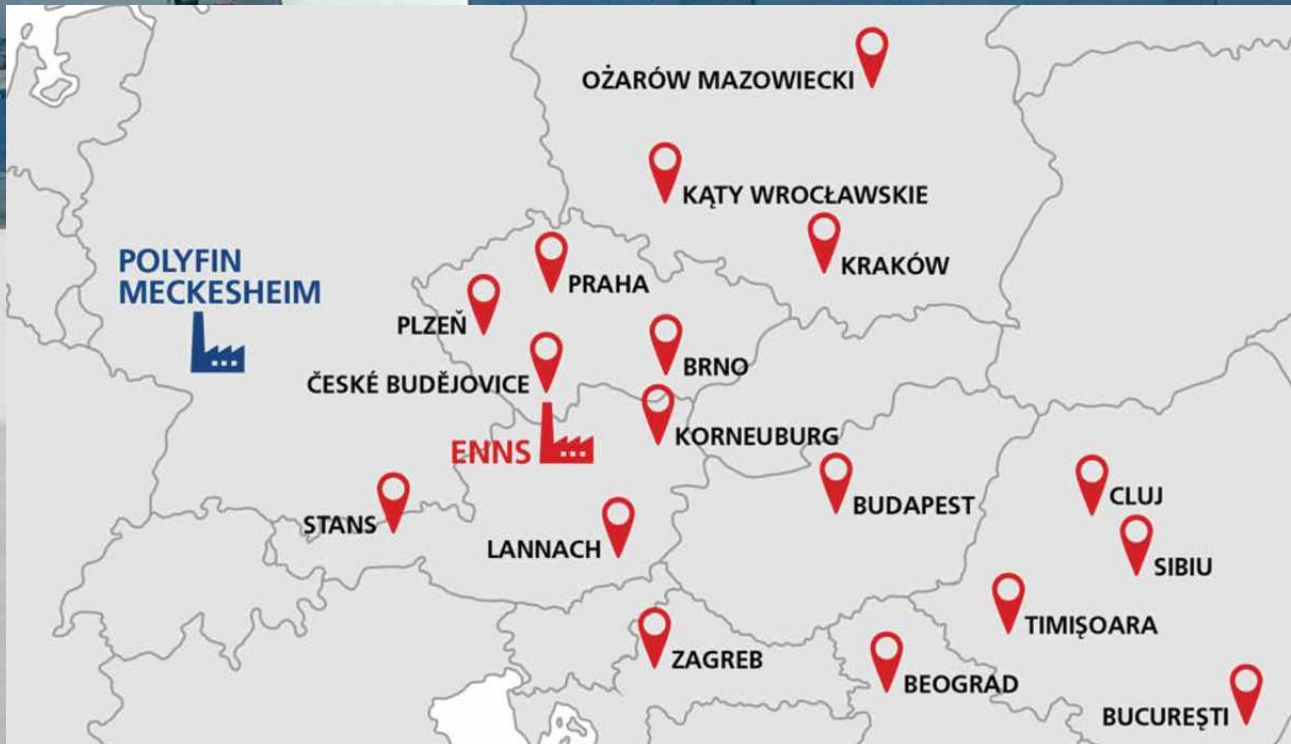 OŻARÓW MAZOWIECKI
KĄTY WROCŁAWSKIE
KRAKÓW
POLYFIN
MECKESHEIM
PRAHA
PLZEŇ
BRNO
ČESKÉ BUDĚJOVICE
KORNEUBURG
ENNS
BUDAPEST
CLUJ
STANS
LANNACH
SIBIU
TIMIŞOARA
ZAGREB
BEOGRAD
BUCUREŞTI